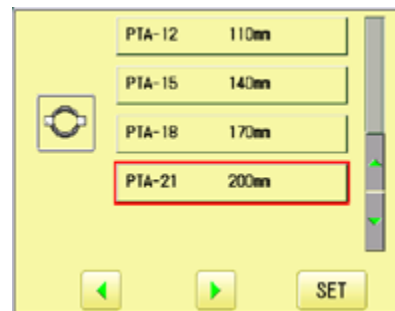 PTA-12 110mm
PTA-15 140mm
PTA-18 170mm
PTA-21 200mm
SET